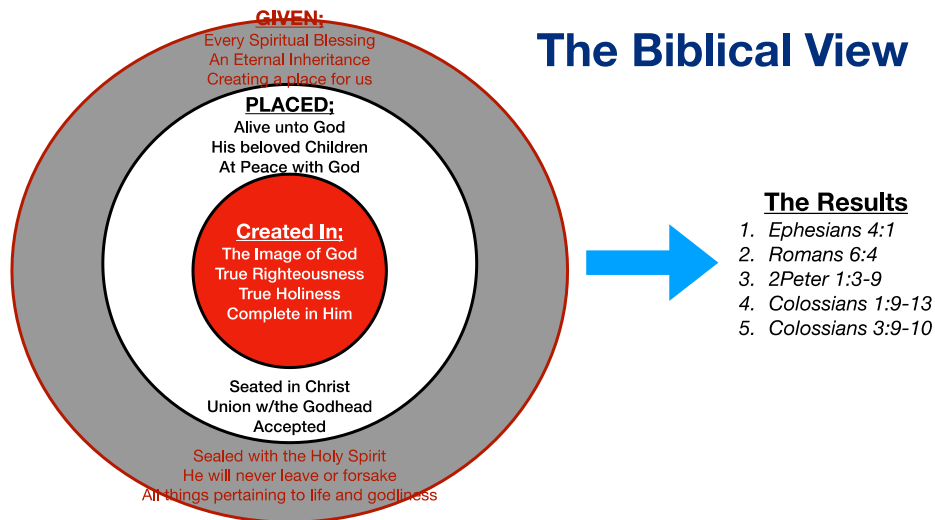 The Biblical View
GIVEN;
Every Spiritual Blessing
An Eternal Inheritance
Creating a place for us
PLACED;
Alive unto God
His beloved Children
At Peace with God
Created In;
The Image of God
True Righteousness
True Holiness
Complete in Him
Seated in Christ
Union w/the Godhead
Accepted
Sealed with the Holy Spirit
He will never leave or forsake
All things pertaining to life and godliness
The Results
1. Ephesians 4:1
2. Romans 6:4
3. 2Peter 1:3-9
4. Colossians 1:9-13
5. Colossians 3:9-10